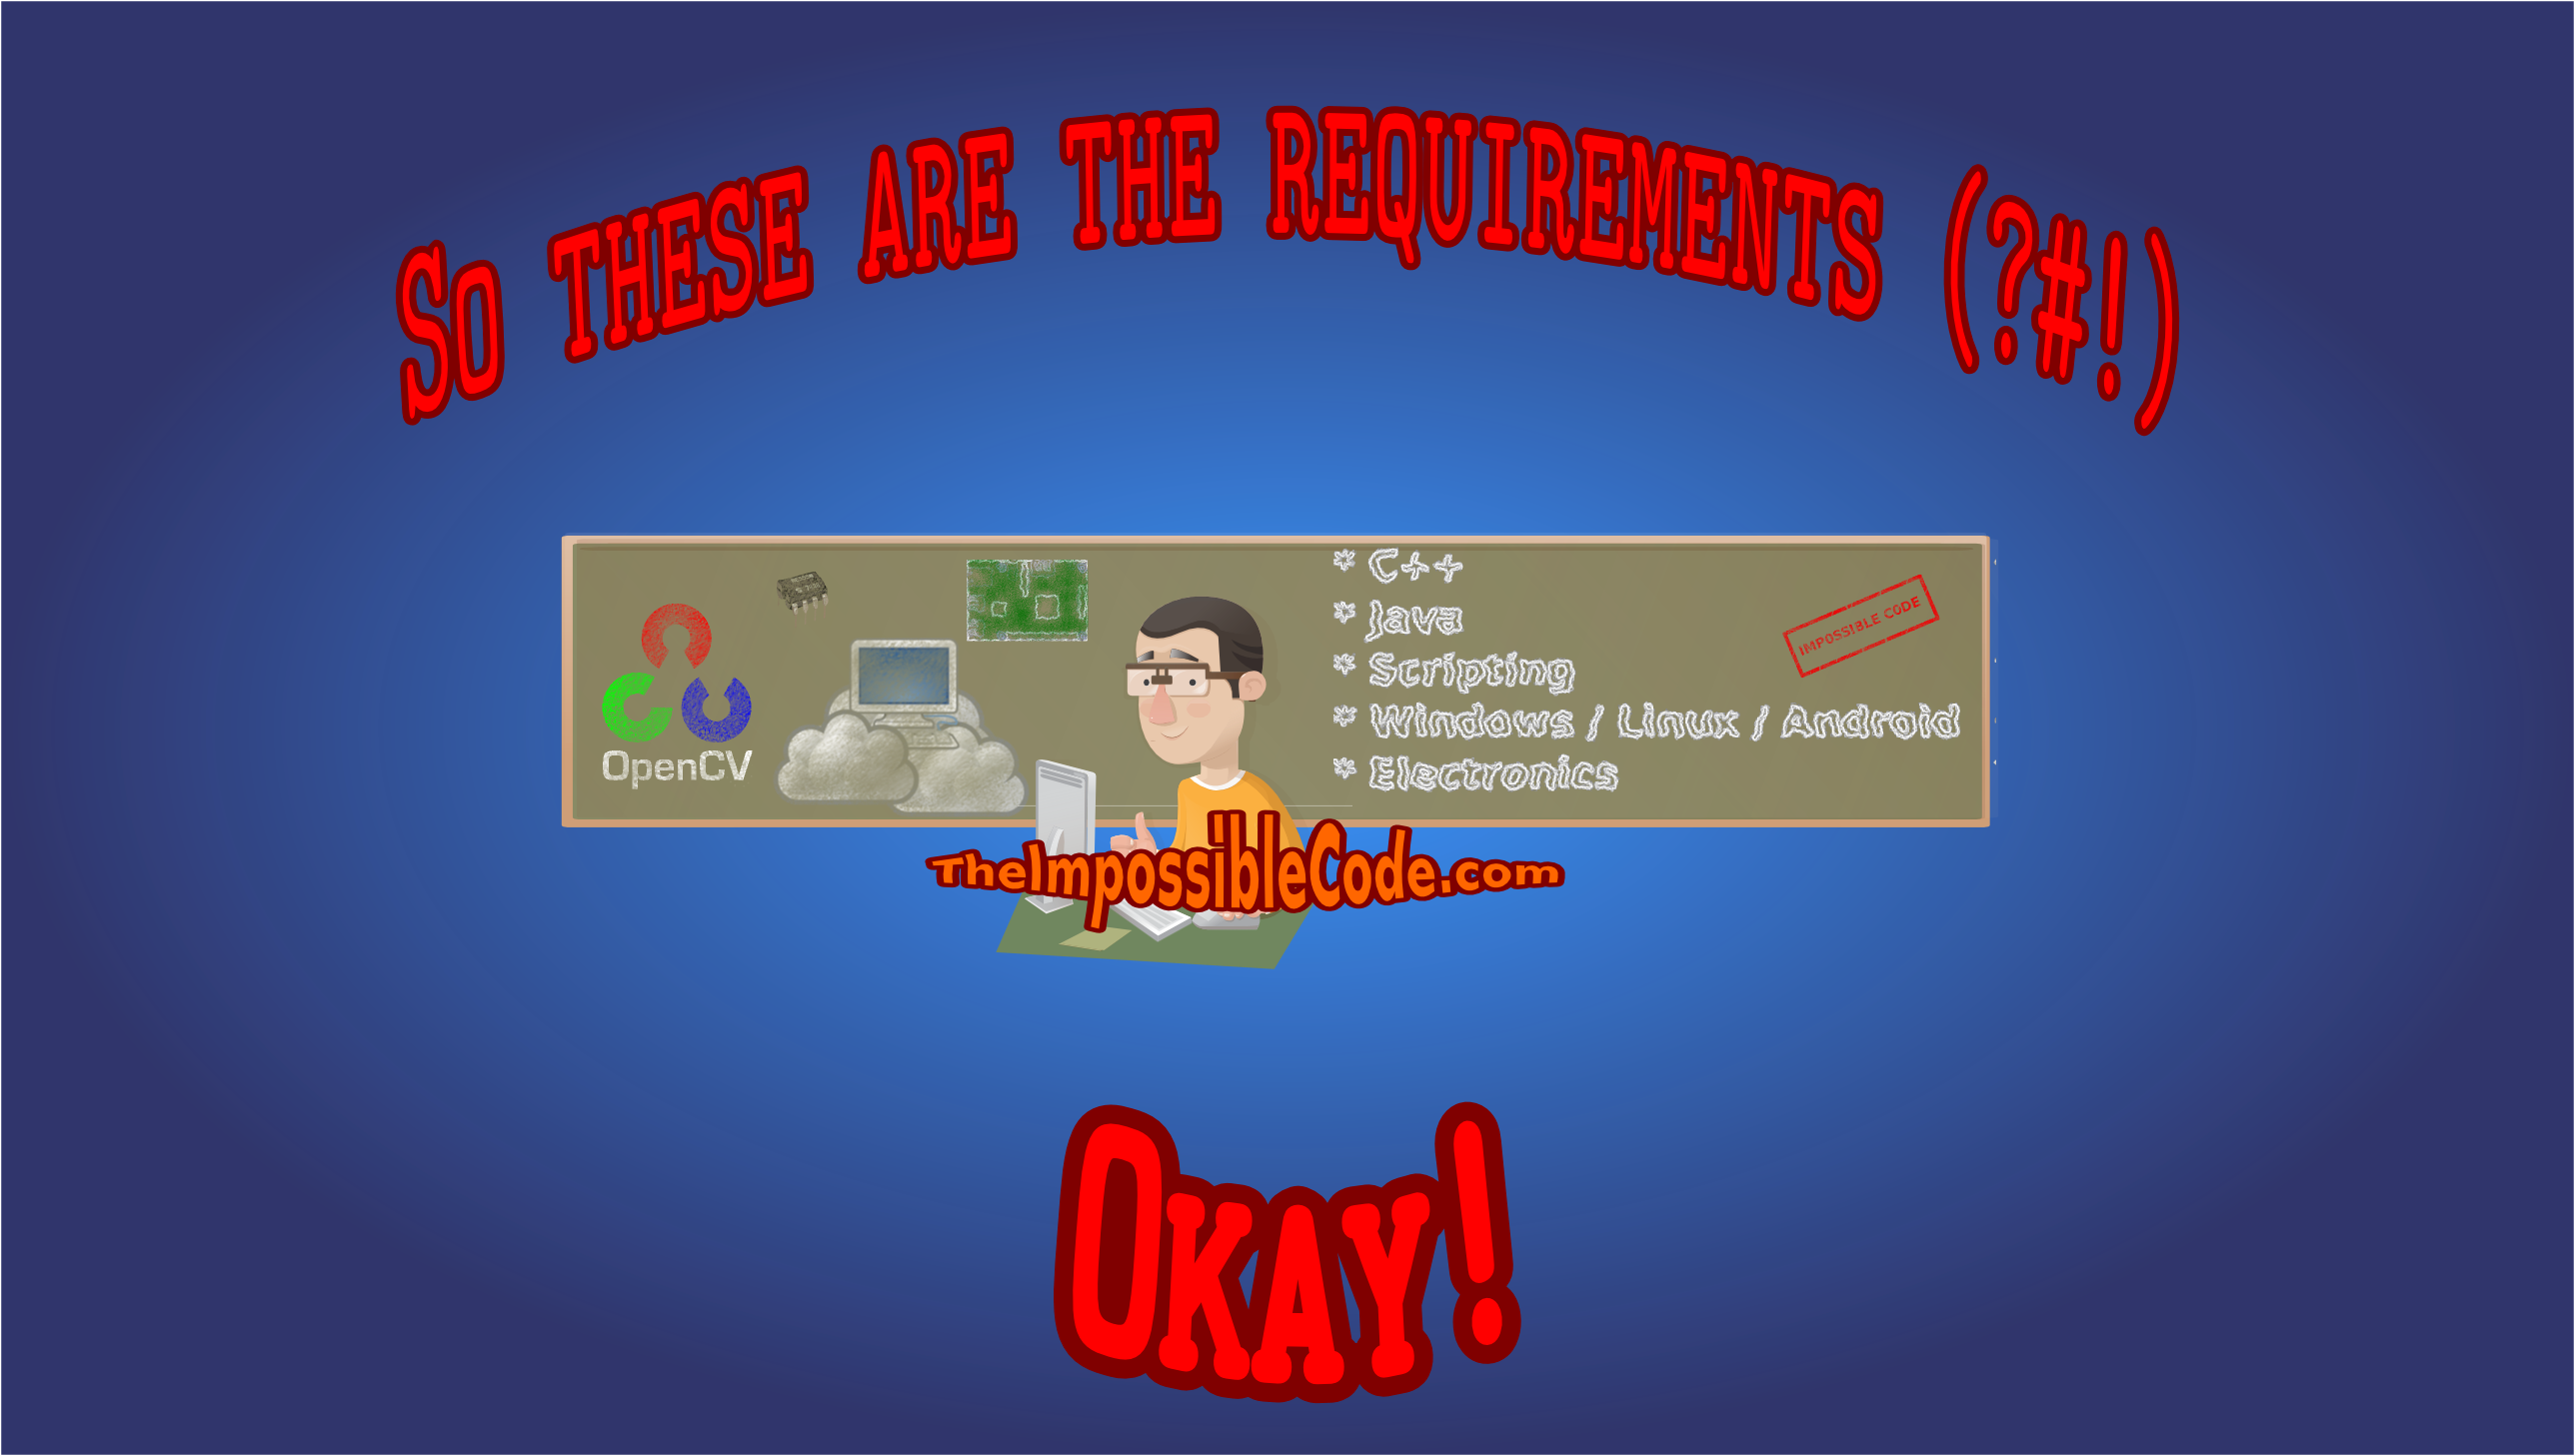 So these are the requirements (?#!)
* C++
* Java
* Scripting
* Windows / Linux / Android
* Electronics
IMPOSSIBLE CODE
OpenCV
TheImpossibleCode.com
Okay!